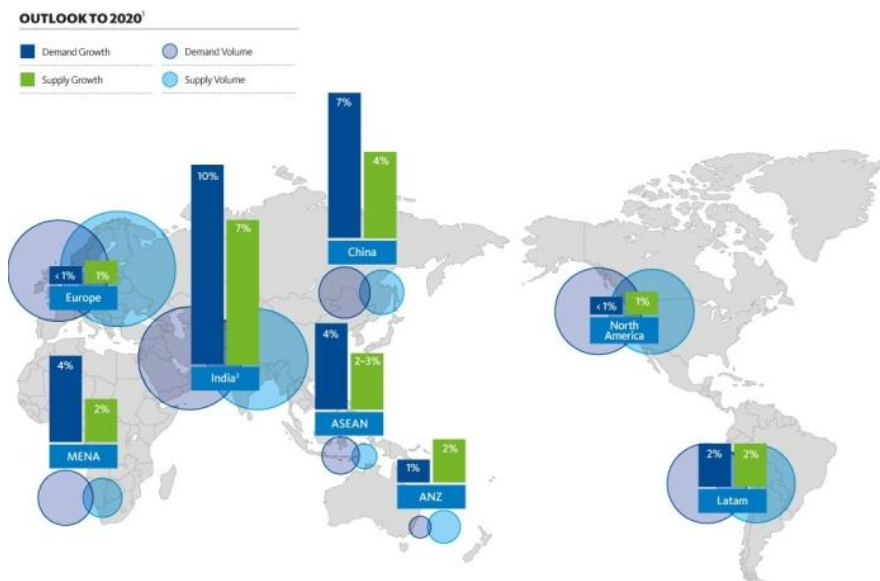 OUTLOOK TO 2020¹
Demand Growth
Demand Volume
Supply Growth
Supply Volume
7%
4%
China
10%
7%
India²
< 1%
1%
Europe
4%
2%
MENA
4%
2–3%
ASEAN
1%
2%
ANZ
<1%
1%
North
America
2%
2%
Latam